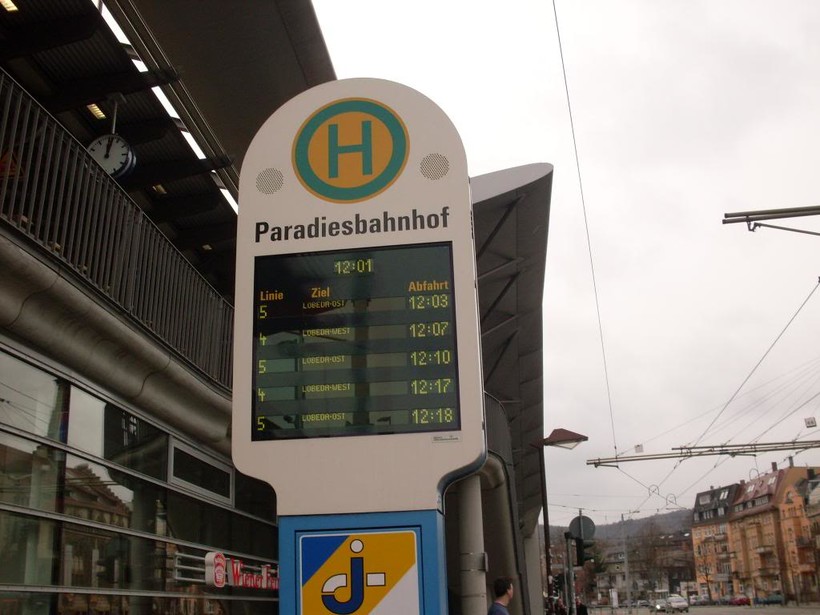 H
Paradiesbahnhof
12:01
Linie Ziel Abfahrt
5 LOBEDA-OST 12:03
4 LOBEDA-WEST 12:07
5 LOBEDA-OST 12:10
4 LOBEDA-WEST 12:17
5 LOBEDA-OST 12:18
J
Wiener